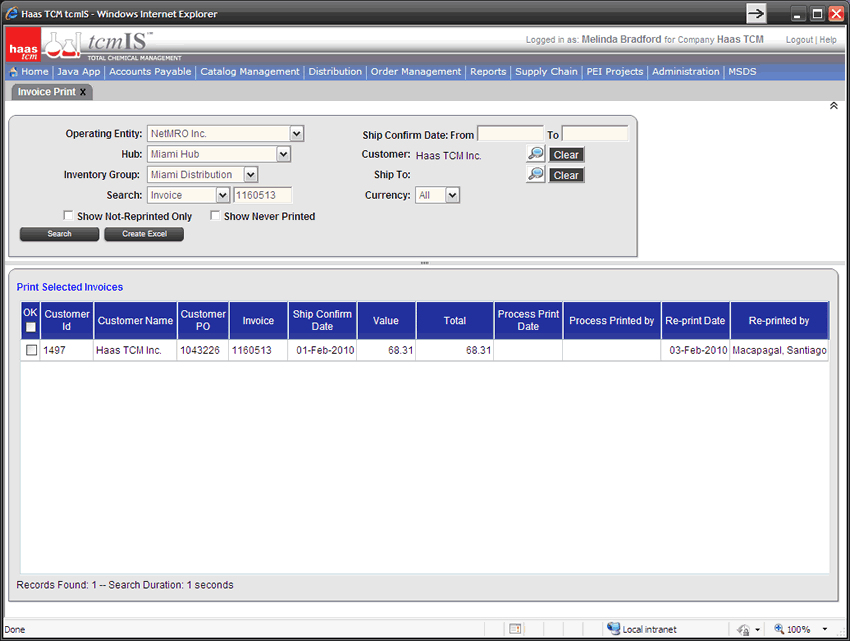 Haas TCM tcmIS - Windows Internet Explorer
haas tcm
tcmIS™
TOTAL CHEMICAL MANAGEMENT
Logged in as: Melinda Bradford for Company Haas TCM Logout | Help
Home Java App Accounts Payable Catalog Management Distribution Order Management Reports Supply Chain PEI Projects Administration MSDS
Invoice Print x
Operating Entity: NetMRO Inc. Ship Confirm Date: From To
Hub: Miami Hub Customer: Haas TCM Inc. Clear
Inventory Group: Miami Distribution Ship To: Clear
Search: Invoice 1160513 Currency: All
Show Not-Reprinted Only Show Never Printed
Search Create Excel
Print Selected Invoices
OK Customer Id Customer Name Customer PO Invoice Ship Confirm Date Value Total Process Print Date Process Printed by Re-print Date Re-printed by
1497 Haas TCM Inc. 1043226 1160513 01-Feb-2010 68.31 68.31 03-Feb-2010 Macapagal, Santiago
Records Found: 1 -- Search Duration: 1 seconds
Done Local intranet 100%